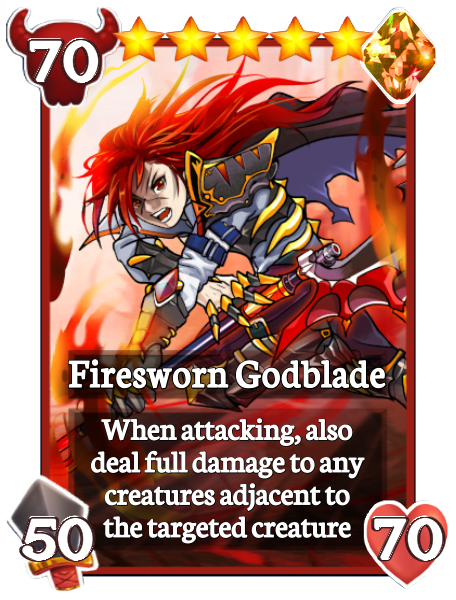 70
Firesworn Godblade
When attacking, also
deal full damage to any
creatures adjacent to
the targeted creature
50
70